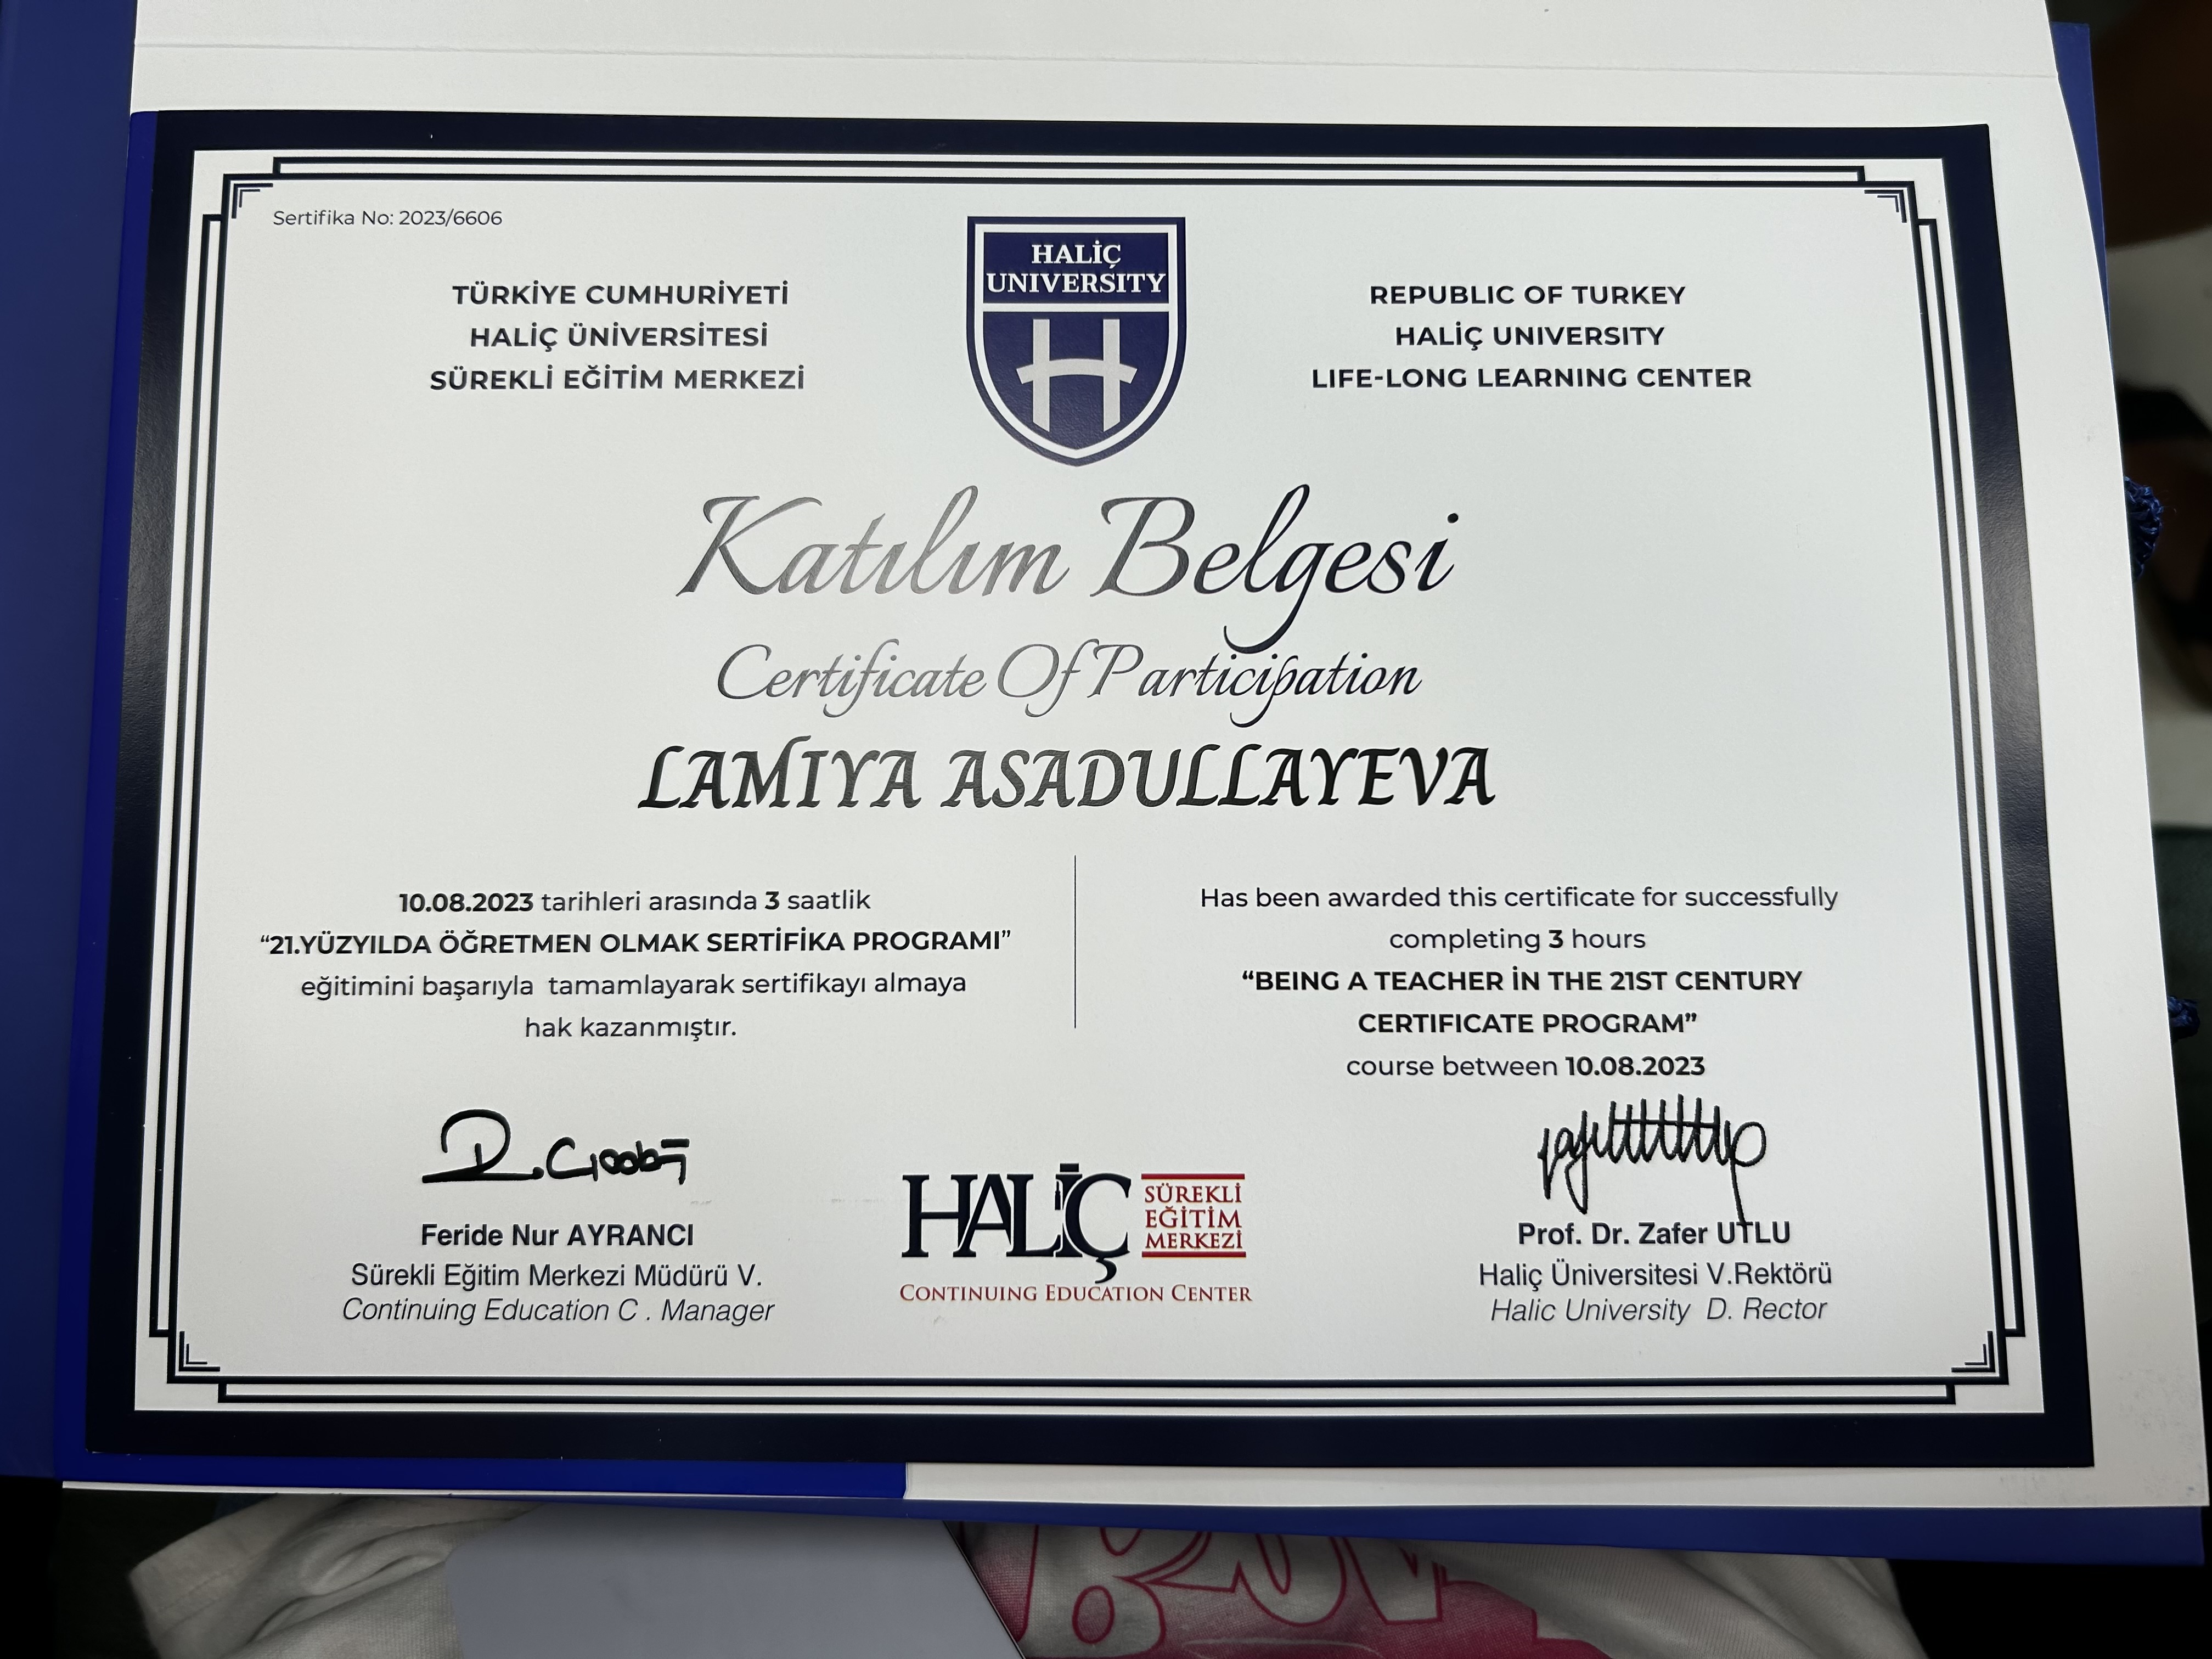 Sertifika No: 2023/6606
HALİÇ
UNIVERSITY
TÜRKİYE CUMHURİYETİ
HALİÇ ÜNİVERSİTESİ
SÜREKLİ EĞİTİM MERKEZİ
REPUBLIC OF TURKEY
HALİÇ UNIVERSITY
LIFE-LONG LEARNING CENTER
Katılım Belgesi
Certificate Of Participation
LAMIYA ASADULLAYEVA
10.08.2023 tarihleri arasında 3 saatlik
“21.YÜZYILDA ÖĞRETMEN OLMAK SERTİFİKA PROGRAMI”
eğitimini başarıyla tamamlayarak sertifikayı almaya
hak kazanmıştır.
Has been awarded this certificate for successfully
completing 3 hours
“BEING A TEACHER İN THE 21ST CENTURY
CERTIFICATE PROGRAM”
course between 10.08.2023
Feride Nur AYRANCI
Sürekli Eğitim Merkezi Müdürü V.
Continuing Education C . Manager
HALİÇ
SÜREKLİ
EĞİTİM
MERKEZİ
CONTINUING EDUCATION CENTER
Prof. Dr. Zafer UTLU
Haliç Üniversitesi V.Rektörü
Halic University D. Rector